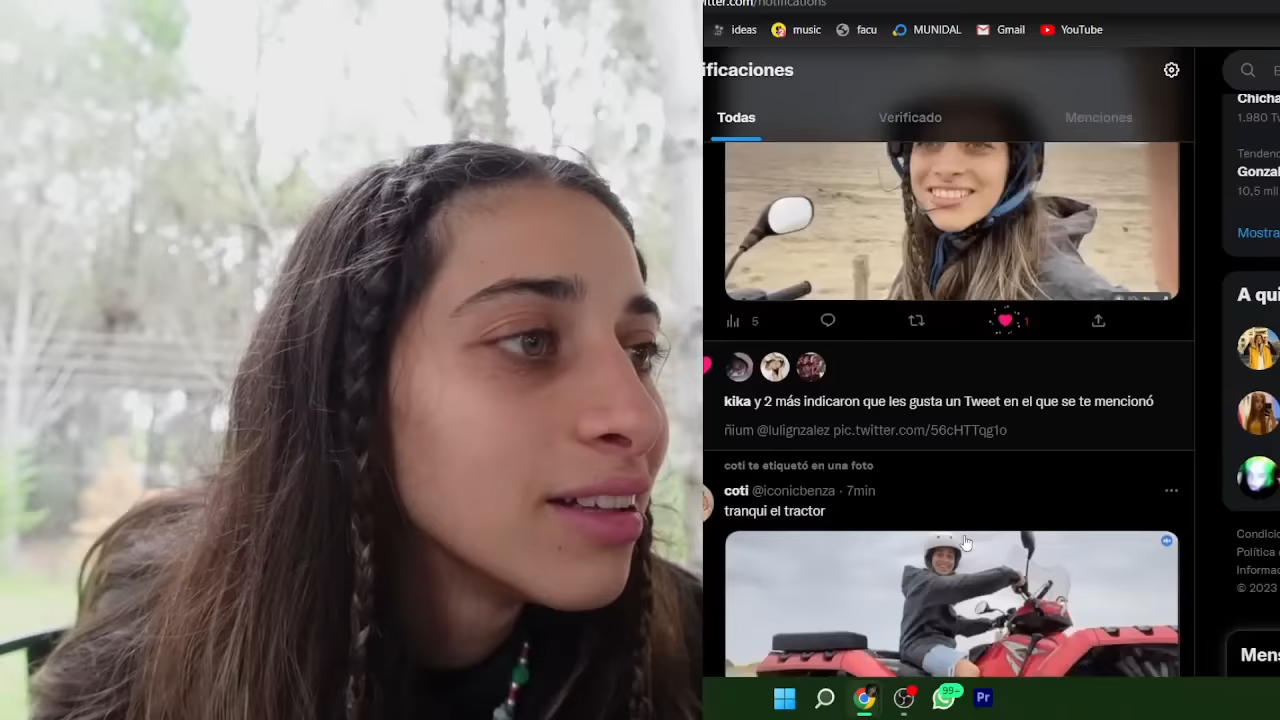 itter.com/notifications
ideas
music
facu
MUNIDAL
Gmail
YouTube
ificaciones
Todas
Verificado
Menciones
5
1
kika y 2 más indicaron que les gusta un Tweet en el que se te mencionó
ñium @lulignzalez pic.twitter.com/56cHTTqg1o
coti te etiquetó en una foto
coti @iconicbenza · 7min
tranqui el tractor
Chicha
1.980 Tw
Tendenc
Gonzal
10,5 mil
Mostra
A qui
Condicio
Política
Informac
© 2023
Mens
99+
Pr